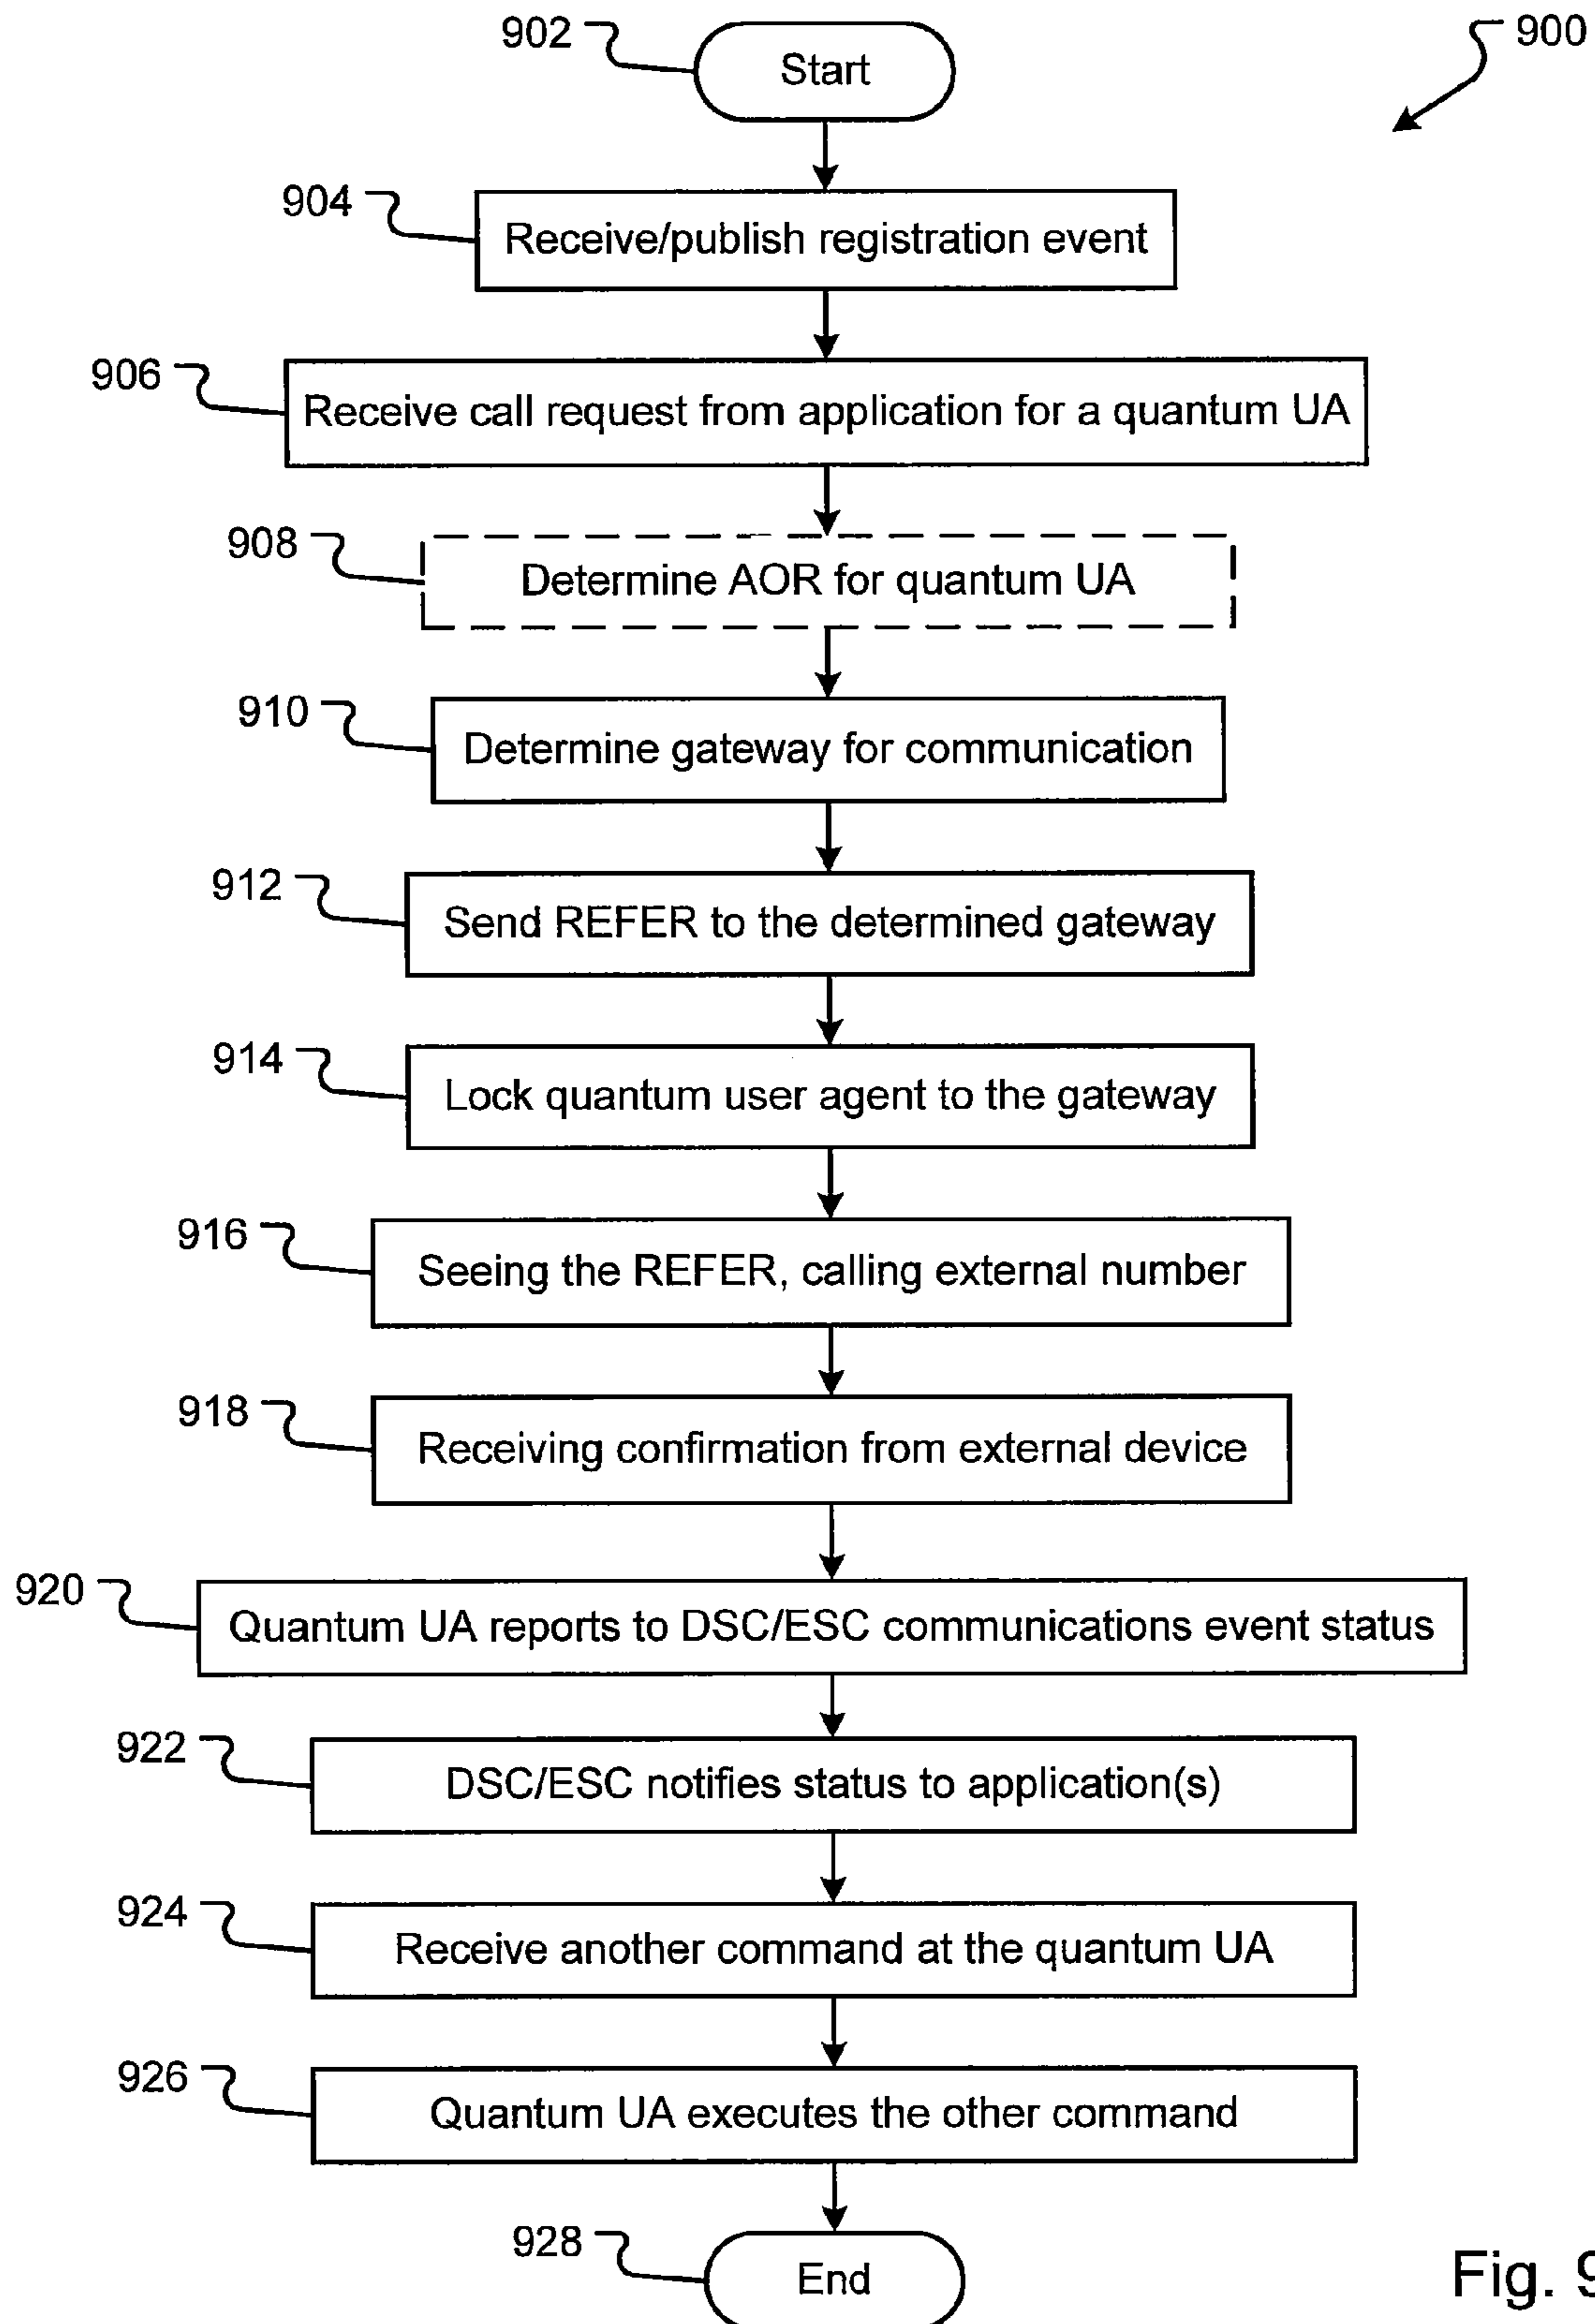 902
Start
900
904
Receive/publish registration event
906
Receive call request from application for a quantum UA
908
Determine AOR for quantum UA
910
Determine gateway for communication
912
Send REFER to the determined gateway
914
Lock quantum user agent to the gateway
916
Seeing the REFER, calling external number
918
Receiving confirmation from external device
920
Quantum UA reports to DSC/ESC communications event status
922
DSC/ESC notifies status to application(s)
924
Receive another command at the quantum UA
926
Quantum UA executes the other command
928
End
Fig. 9